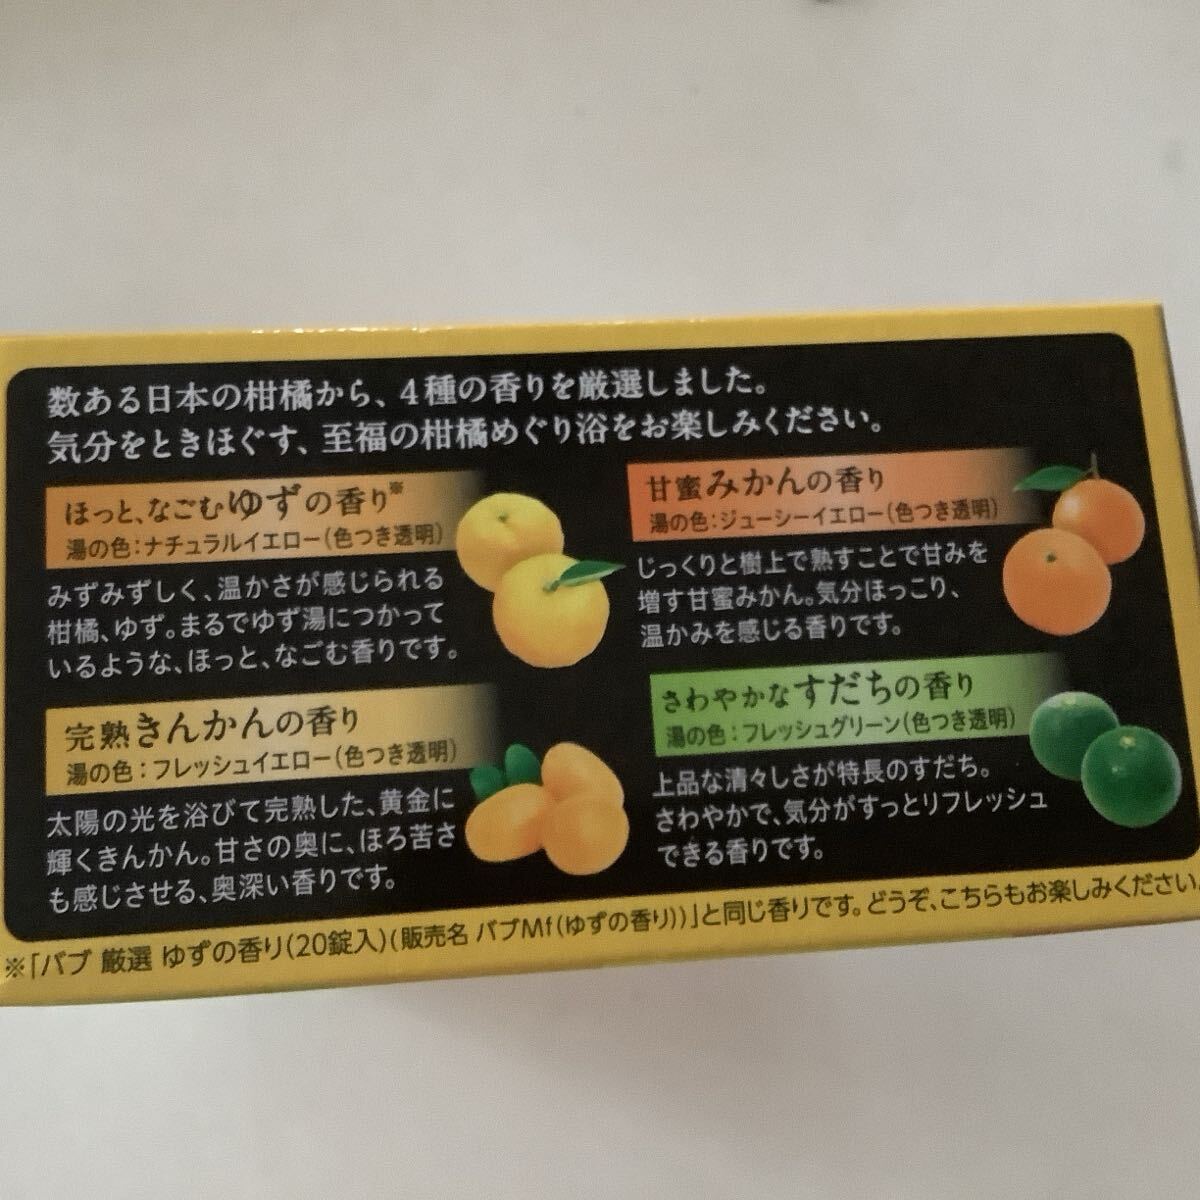 数ある日本の柑橘から、4種の香りを厳選しました。
気分をときほぐす、至福の柑橘めぐり浴をお楽しみください。
ほっと、なごむゆずの香り※
湯の色:ナチュラルイエロー(色つき透明)
みずみずしく、温かさが感じられる
柑橘、ゆず。まるでゆず湯につかって
いるような、ほっと、なごむ香りです。
甘蜜みかんの香り
湯の色:ジューシーイエロー(色つき透明)
じっくりと樹上で熟すことで甘みを
増す甘蜜みかん。気分ほっこり、
温かみを感じる香りです。
完熟きんかんの香り
湯の色:フレッシュイエロー(色つき透明)
太陽の光を浴びて完熟した、黄金に
輝くきんかん。甘さの奥に、ほろ苦さ
も感じさせる、奥深い香りです。
さわやかなすだちの香り
湯の色:フレッシュグリーン(色つき透明)
上品な清々しさが特長のすだち。
さわやかで、気分がすっとリフレッシュ
できる香りです。
※「バブ 厳選 ゆずの香り(20錠入)(販売名 バブMf(ゆずの香り))」と同じ香りです。どうぞ、こちらもお楽しみください。